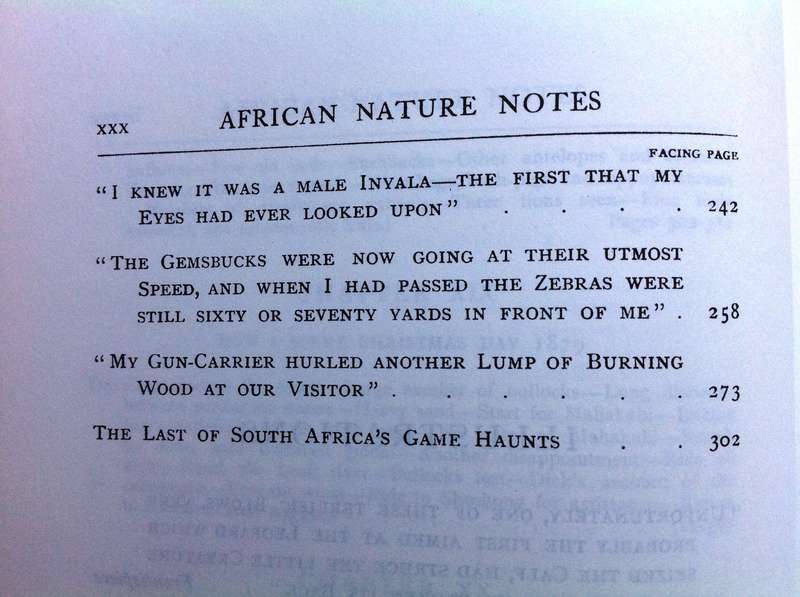 xxx AFRICAN NATURE NOTES
FACING PAGE
“I KNEW IT WAS A MALE INYALA—THE FIRST THAT MY
EYES HAD EVER LOOKED UPON” . . . . . 242
“THE GEMSBUCKS WERE NOW GOING AT THEIR UTMOST
SPEED, AND WHEN I HAD PASSED THE ZEBRAS WERE
STILL SIXTY OR SEVENTY YARDS IN FRONT OF ME” . 258
“MY GUN-CARRIER HURLED ANOTHER LUMP OF BURNING
WOOD AT OUR VISITOR” . . . . . 273
THE LAST OF SOUTH AFRICA'S GAME HAUNTS . . 302